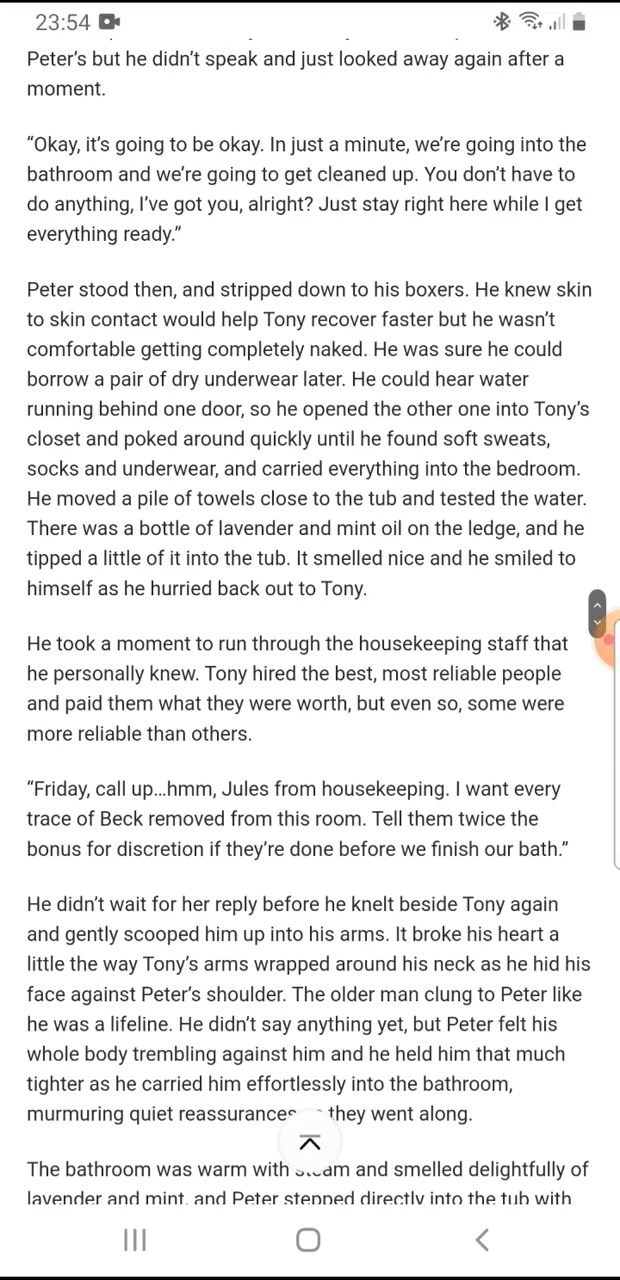 23:54
Peter's but he didn't speak and just looked away again after a
moment.
“Okay, it's going to be okay. In just a minute, we're going into the
bathroom and we're going to get cleaned up. You don't have to
do anything, I've got you, alright? Just stay right here while I get
everything ready.”
Peter stood then, and stripped down to his boxers. He knew skin
to skin contact would help Tony recover faster but he wasn't
comfortable getting completely naked. He was sure he could
borrow a pair of dry underwear later. He could hear water
running behind one door, so he opened the other one into Tony's
closet and poked around quickly until he found soft sweats,
socks and underwear, and carried everything into the bedroom.
He moved a pile of towels close to the tub and tested the water.
There was a bottle of lavender and mint oil on the ledge, and he
tipped a little of it into the tub. It smelled nice and he smiled to
himself as he hurried back out to Tony.
He took a moment to run through the housekeeping staff that
he personally knew. Tony hired the best, most reliable people
and paid them what they were worth, but even so, some were
more reliable than others.
“Friday, call up…hmm, Jules from housekeeping. I want every
trace of Beck removed from this room. Tell them twice the
bonus for discretion if they're done before we finish our bath.”
He didn't wait for her reply before he knelt beside Tony again
and gently scooped him up into his arms. It broke his heart a
little the way Tony's arms wrapped around his neck as he hid his
face against Peter's shoulder. The older man clung to Peter like
he was a lifeline. He didn't say anything yet, but Peter felt his
whole body trembling against him and he held him that much
tighter as he carried him effortlessly into the bathroom,
murmuring quiet reassurances they went along.
The bathroom was warm with steam and smelled delightfully of
lavender and mint, and Peter stepped directly into the tub with